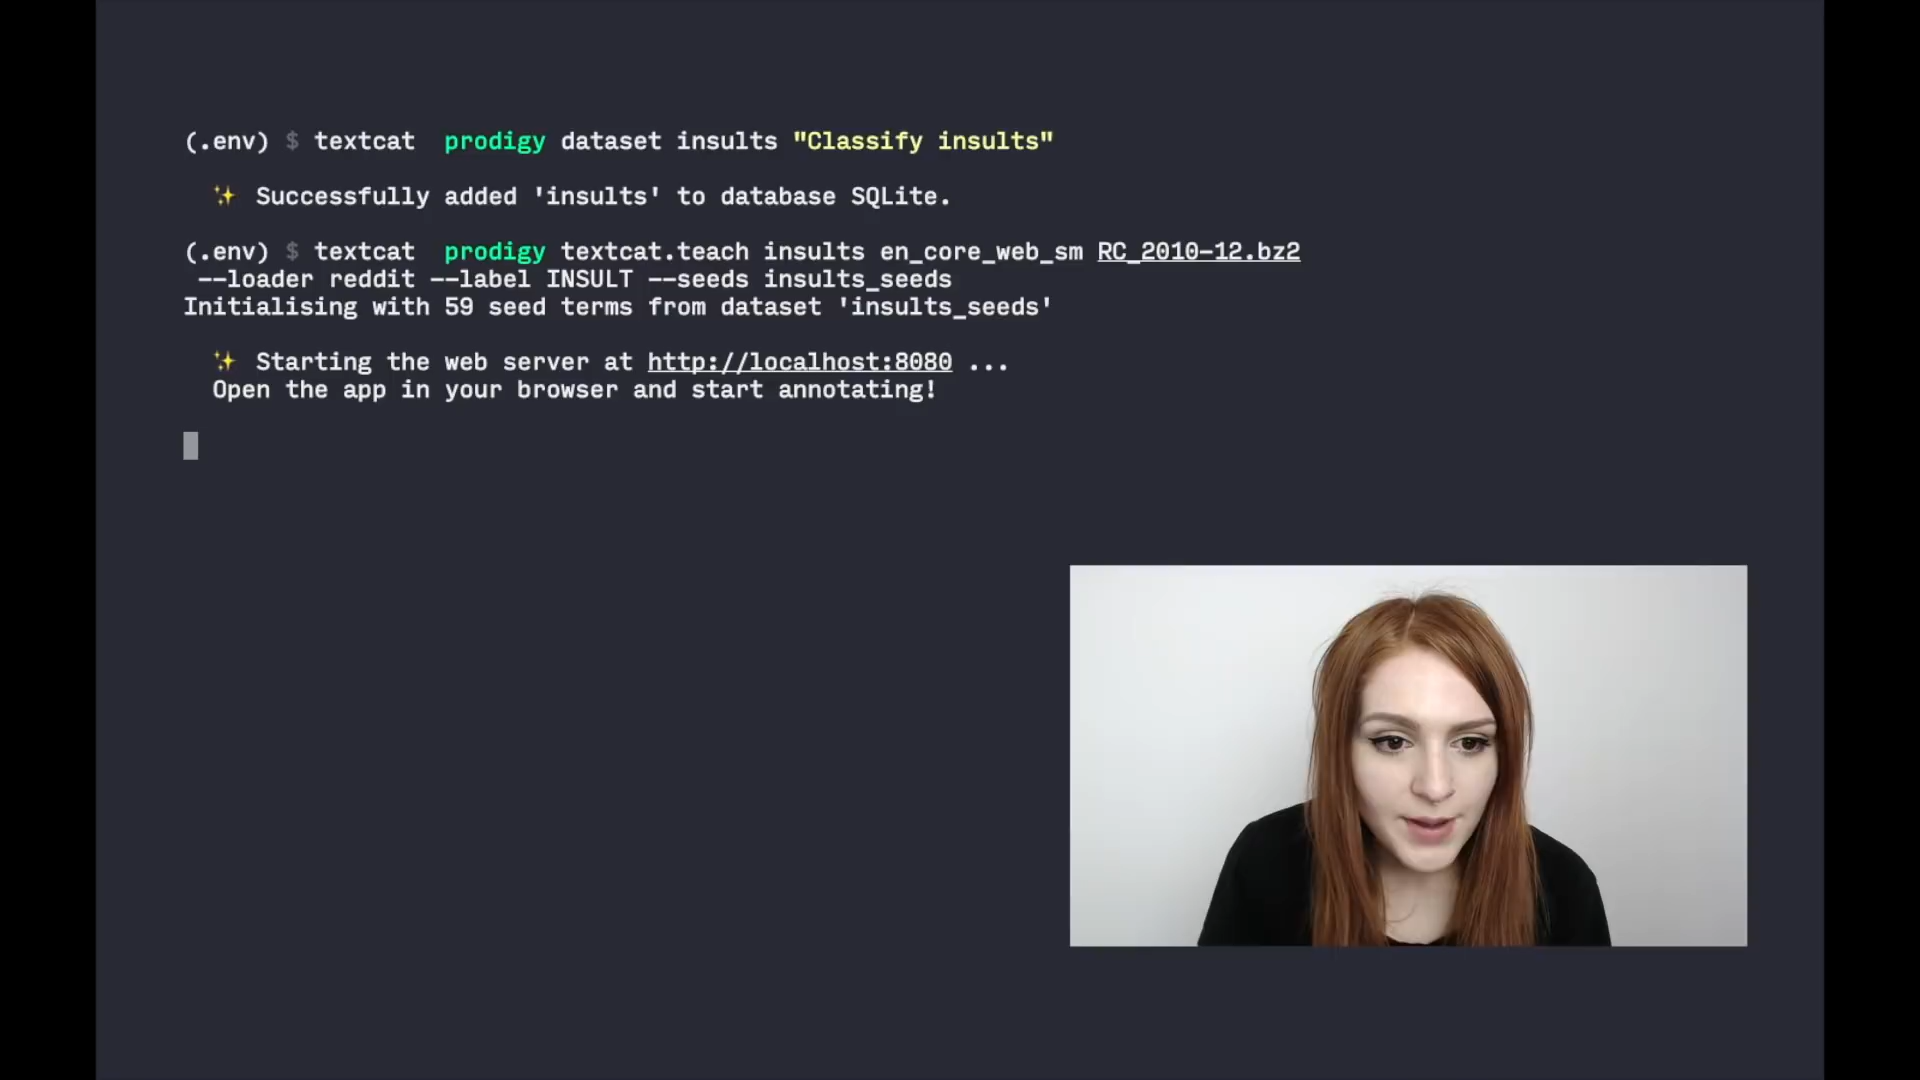 (.env) $ textcat prodigy dataset insults "Classify insults"
✨ Successfully added 'insults' to database SQLite.
(.env) $ textcat prodigy textcat.teach insults en_core_web_sm RC_2010-12.bz2
--loader reddit --label INSULT --seeds insults_seeds
Initialising with 59 seed terms from dataset 'insults_seeds'
✨ Starting the web server at http://localhost:8080 ...
Open the app in your browser and start annotating!